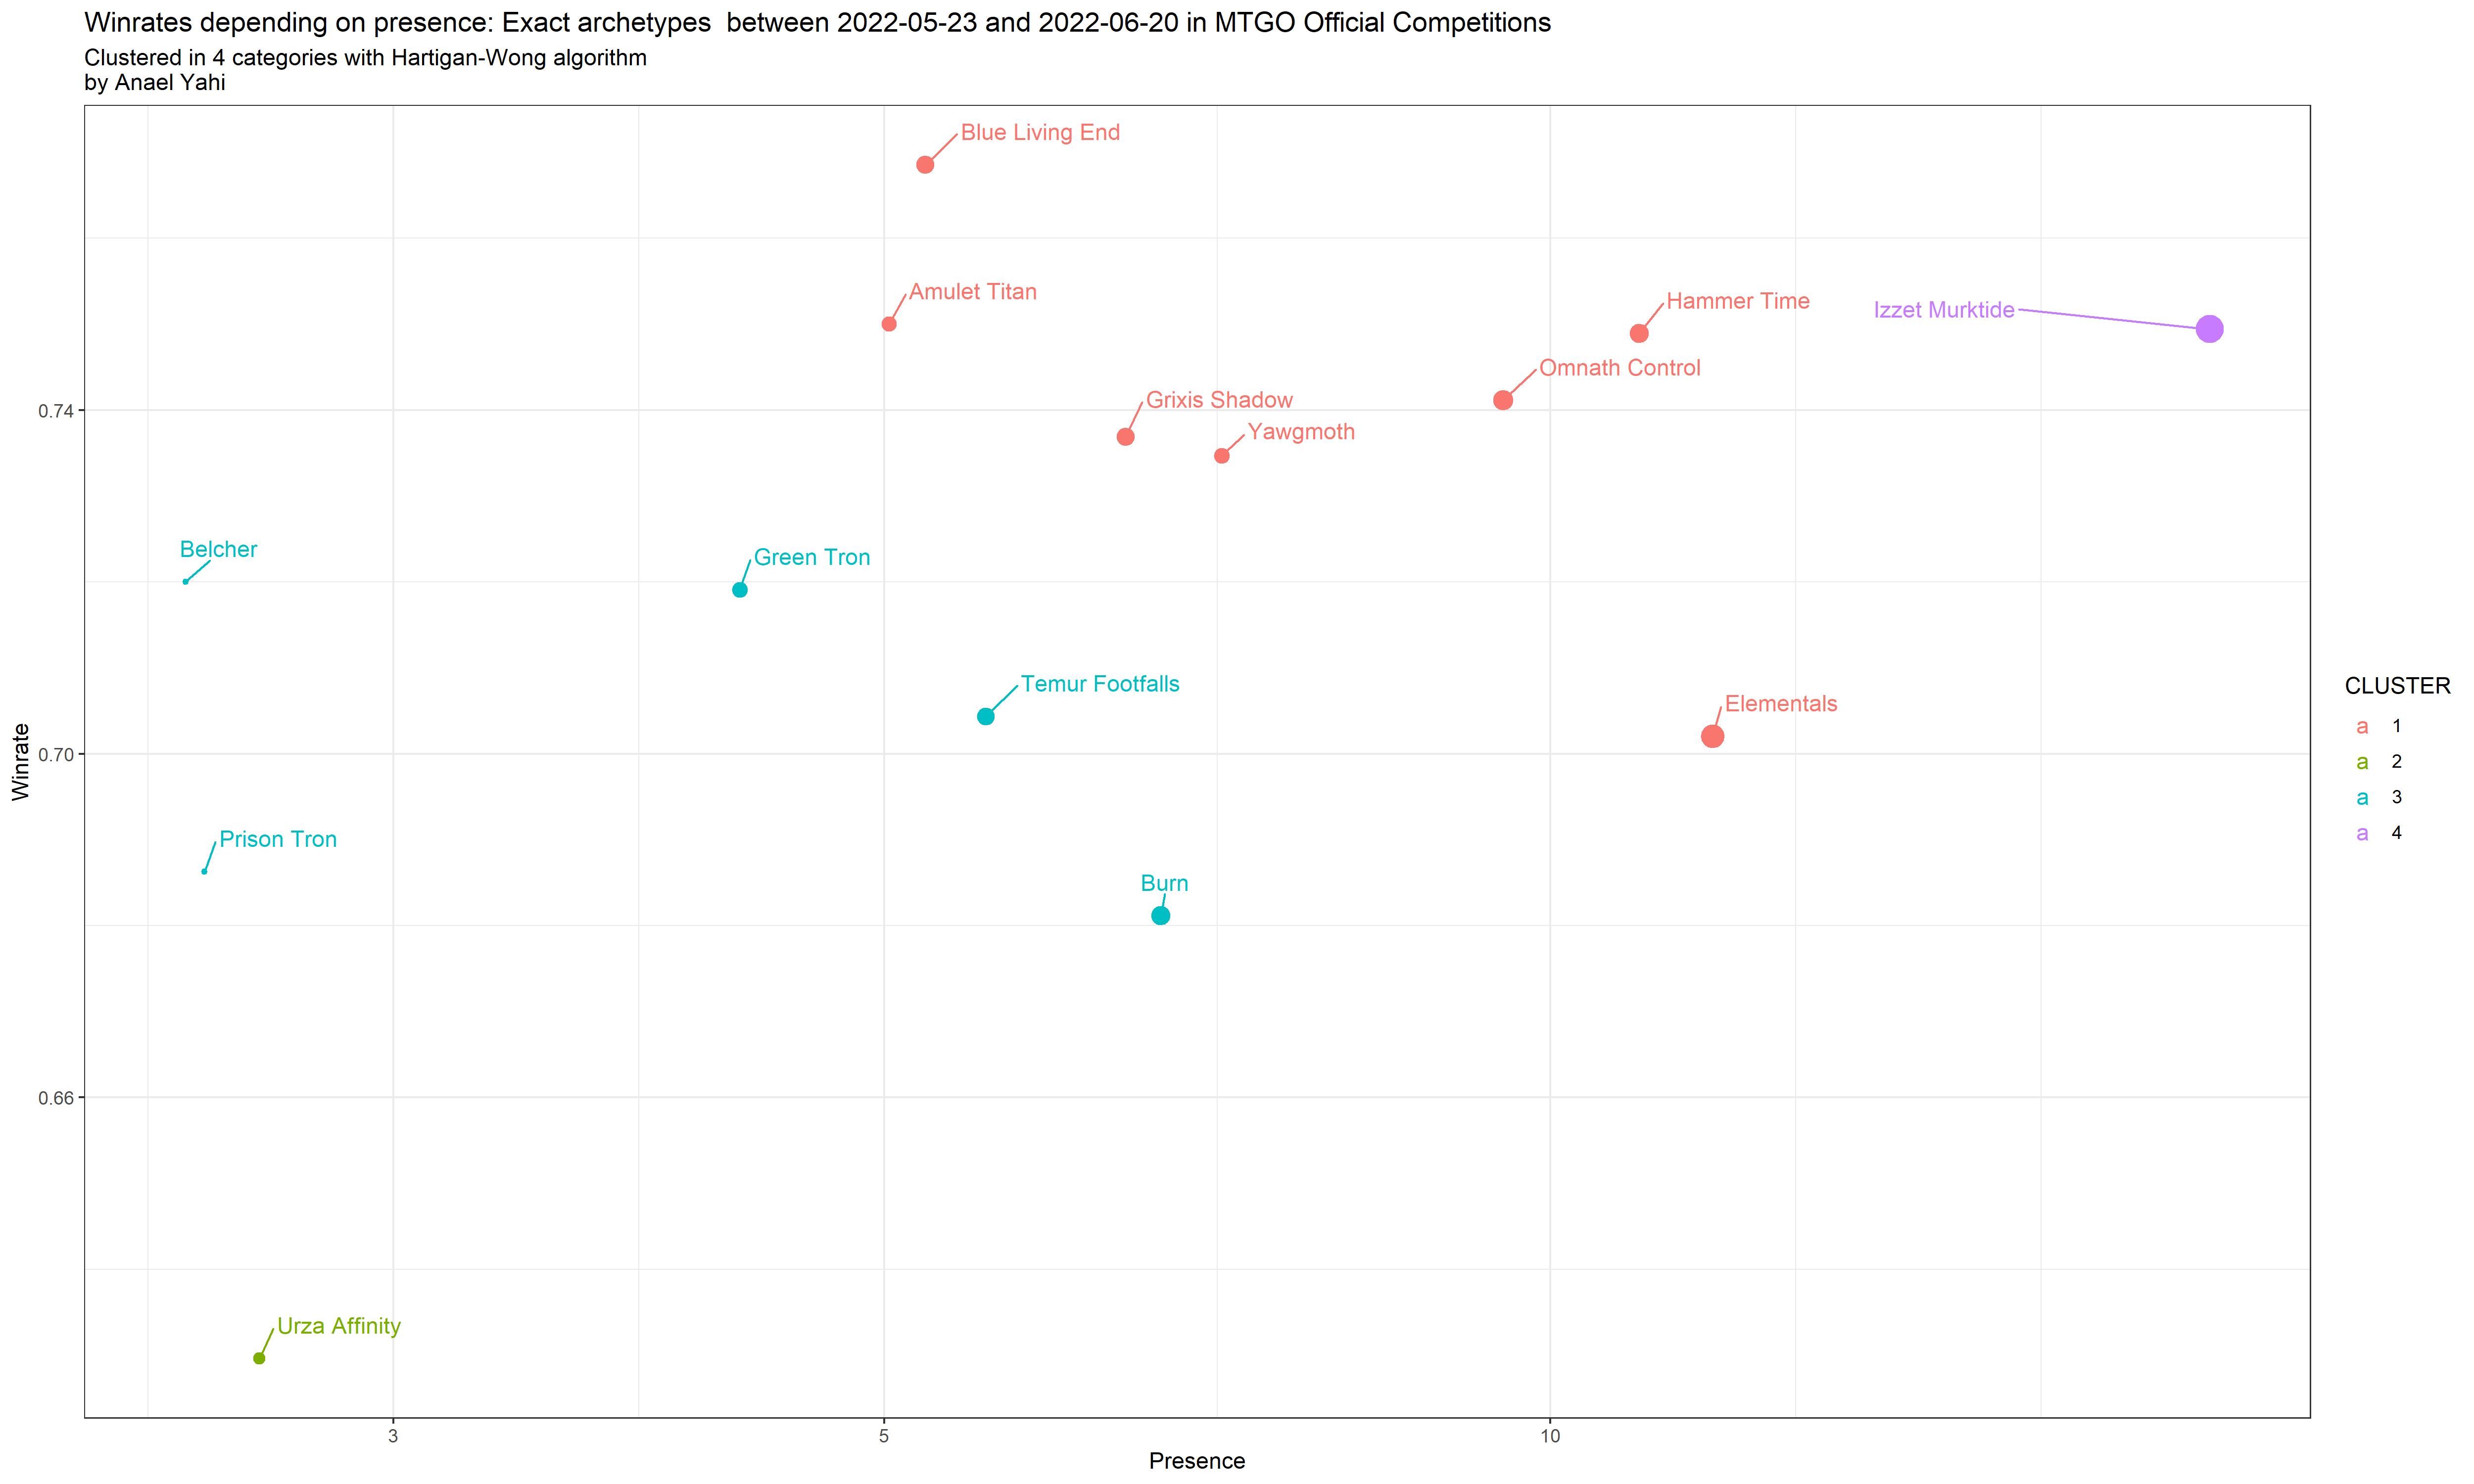 Winrates depending on presence: Exact archetypes  between 2022-05-23 and 2022-06-20 in MTGO Official Competitions
Clustered in 4 categories with Hartigan-Wong algorithm
by Anael Yahi
Blue Living End
Amulet Titan
Hammer Time
Izzet Murktide
Omnath Control
Grixis Shadow
Yawgmoth
Belcher
Green Tron
Temur Footfalls
Elementals
Prison Tron
Burn
Urza Affinity
0.74
0.70
0.66
Winrate
3
5
10
Presence
CLUSTER
a 1
a 2
a 3
a 4